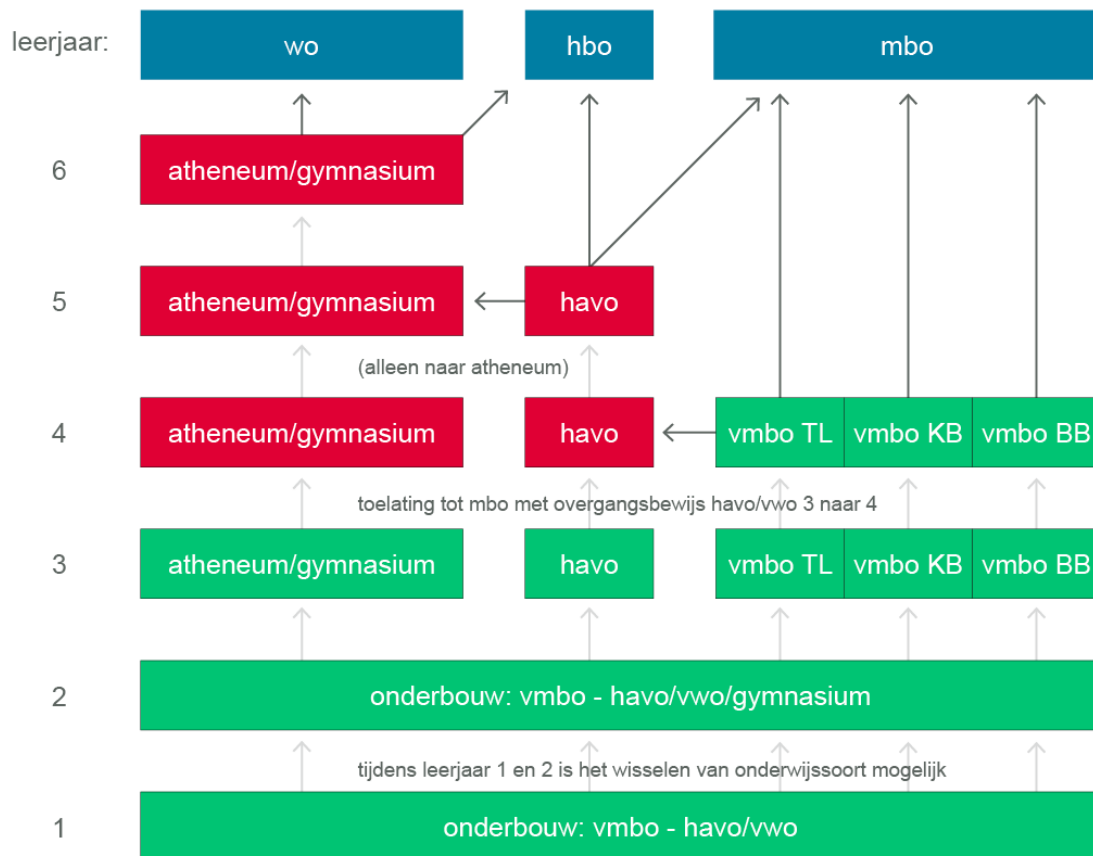 leerjaar:
wo
hbo
mbo
6
atheneum/gymnasium
5
atheneum/gymnasium
havo
(alleen naar atheneum)
4
atheneum/gymnasium
havo
vmbo TL
vmbo KB
vmbo BB
toelating tot mbo met overgangsbewijs havo/vwo 3 naar 4
3
atheneum/gymnasium
havo
vmbo TL
vmbo KB
vmbo BB
2
onderbouw: vmbo - havo/vwo/gymnasium
tijdens leerjaar 1 en 2 is het wisselen van onderwijssoort mogelijk
1
onderbouw: vmbo - havo/vwo